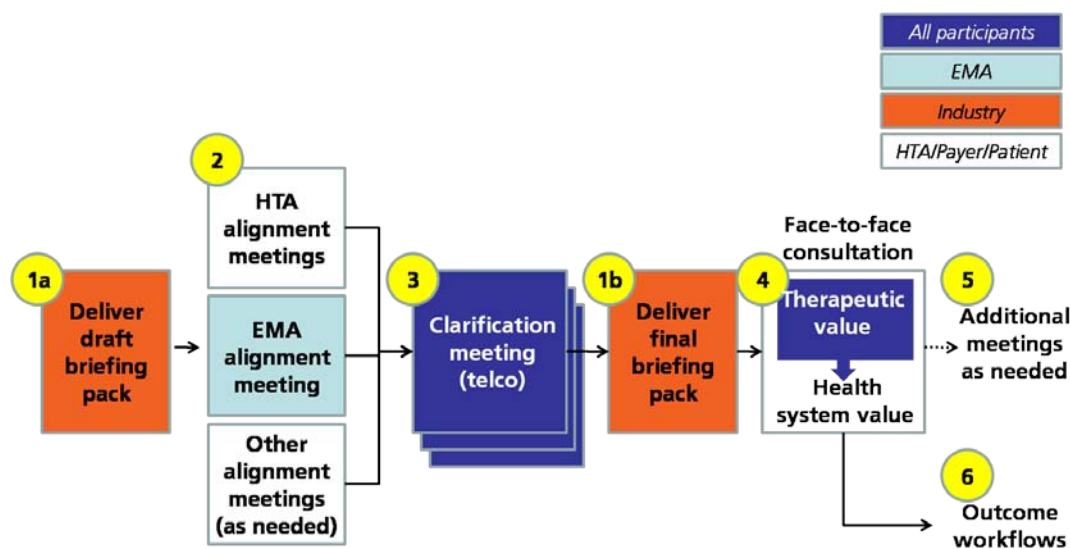 All participants
EMA
Industry
HTA/Payer/Patient
1a
Deliver
draft
briefing
pack
2
HTA
alignment
meetings
EMA
alignment
meeting
Other
alignment
meetings
(as needed)
3
Clarification
meeting
(telco)
1b
Deliver
final
briefing
pack
Face-to-face
consultation
4
Therapeutic
value
Health
system value
5
Additional
meetings
as needed
6
Outcome
workflows